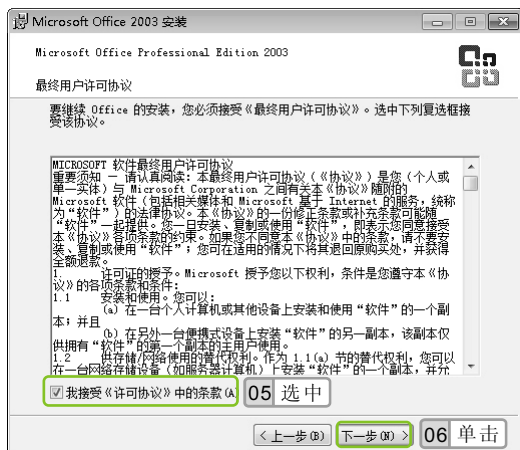 Microsoft Office 2003 安装
Microsoft Office Professional Edition 2003
最终用户许可协议
要继续 Office 的安装，您必须接受《最终用户许可协议》。选中下列复选框接
受该协议。
MICROSOFT 软件最终用户许可协议
重要须知 — 请认真阅读：本最终用户许可协议（《协议》）是您（个人或
单一实体）与 Microsoft Corporation 之间有关本《协议》随附的
Microsoft 软件（包括相关媒体和 Microsoft 基于 Internet 的服务，统称
为“软件”）的法律协议。本《协议》的一份修正条款或补充条款可能随
“软件”一起提供。您一旦安装、复制或使用“软件”，即表示您同意接受
本《协议》各项条款的约束。如果您不同意本《协议》中的条款，请不要安
装、复制或使用“软件”；您可在适用的情况下将其退回原购买处，并获得
全额退款。
1. 许可证的授予。Microsoft 授予您以下权利，条件是您遵守本《协
议》的各项条款和条件：
1.1 安装和使用。您可以：
(a) 在一台个人计算机或其他设备上安装和使用“软件”的一个副
本；并且
(b) 在另外一台便携式设备上安装“软件”的另一副本，该副本仅
供拥有“软件”的第一个副本的主用户使用。
1.2 供存储/网络使用的替代权利。作为 1.1(a) 节的替代权利，您可以
在一台网络存储设备（如服务器计算机）上安装“软件”的一个副本，并允
我接受《许可协议》中的条款(A) 05 选中
< 上一步(B) 下一步(N) > 06 单击